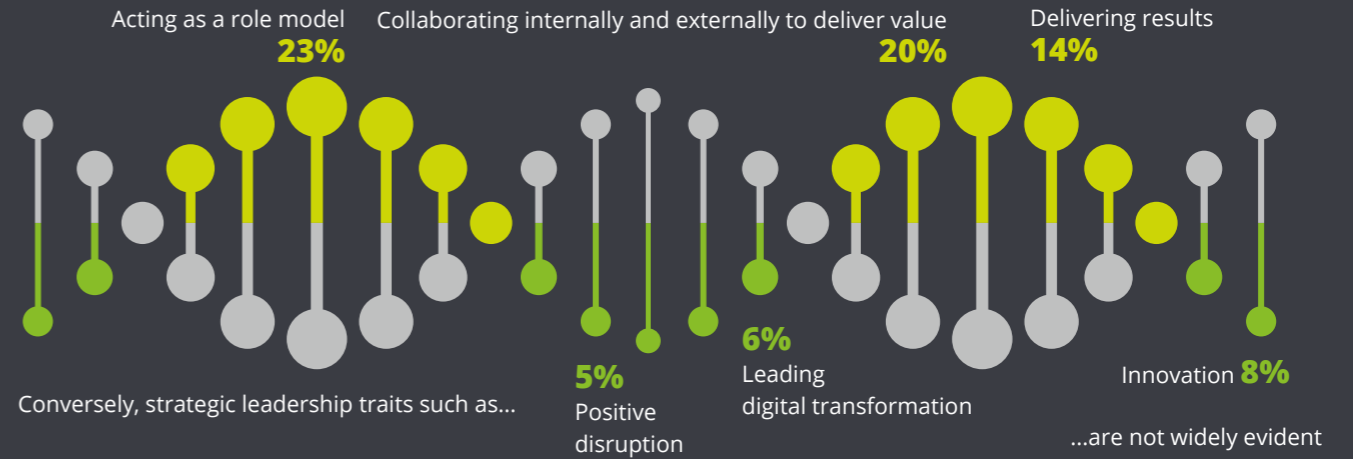 Acting as a role model
23%
Collaborating internally and externally to deliver value
20%
Delivering results
14%
Conversely, strategic leadership traits such as...
5%
Positive
disruption
6%
Leading
digital transformation
Innovation 8%
...are not widely evident